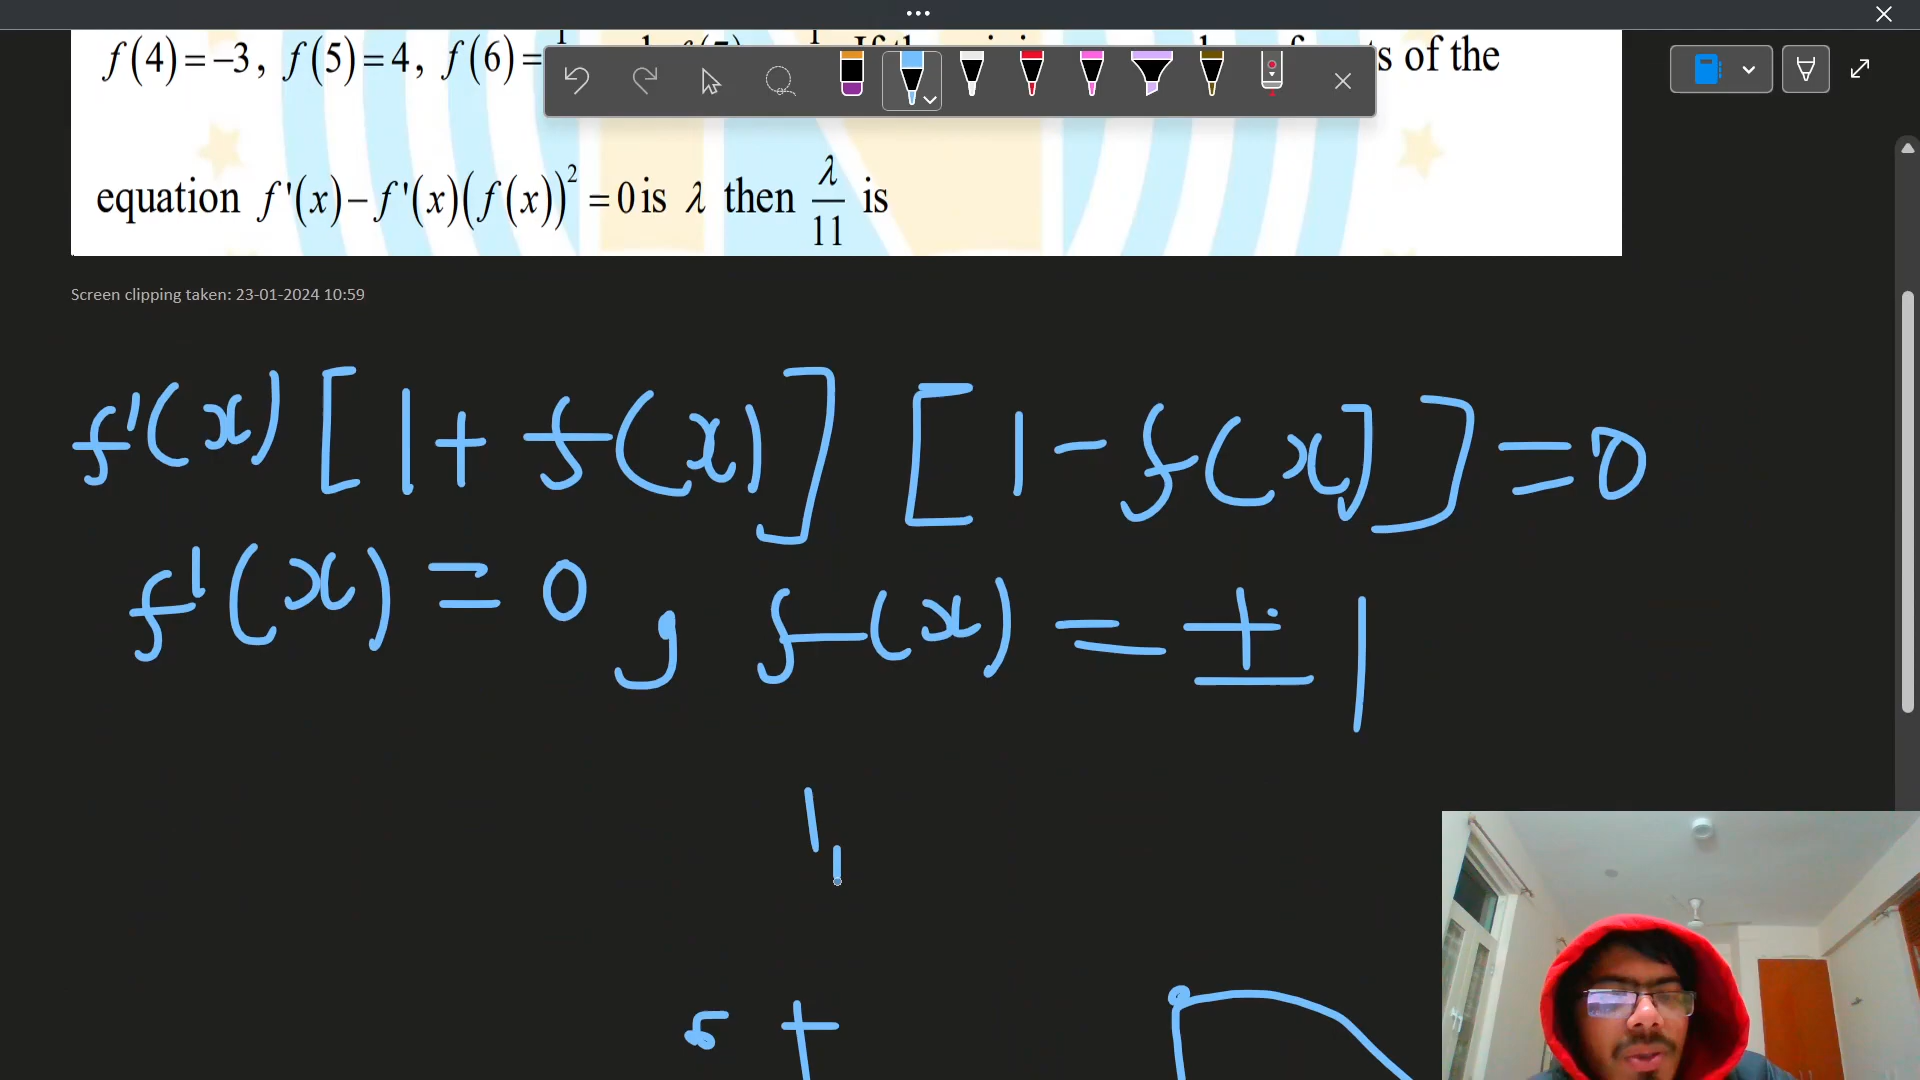 f(4)=-3, f(5)=4, f(6)= s of the
equation f'(x)-f'(x)(f(x))²=0 is λ then λ/11 is
Screen clipping taken: 23-01-2024 10:59
f'(x)[1+f(x)][1-f(x)]=0
f'(x)=0, f(x)=±1
5